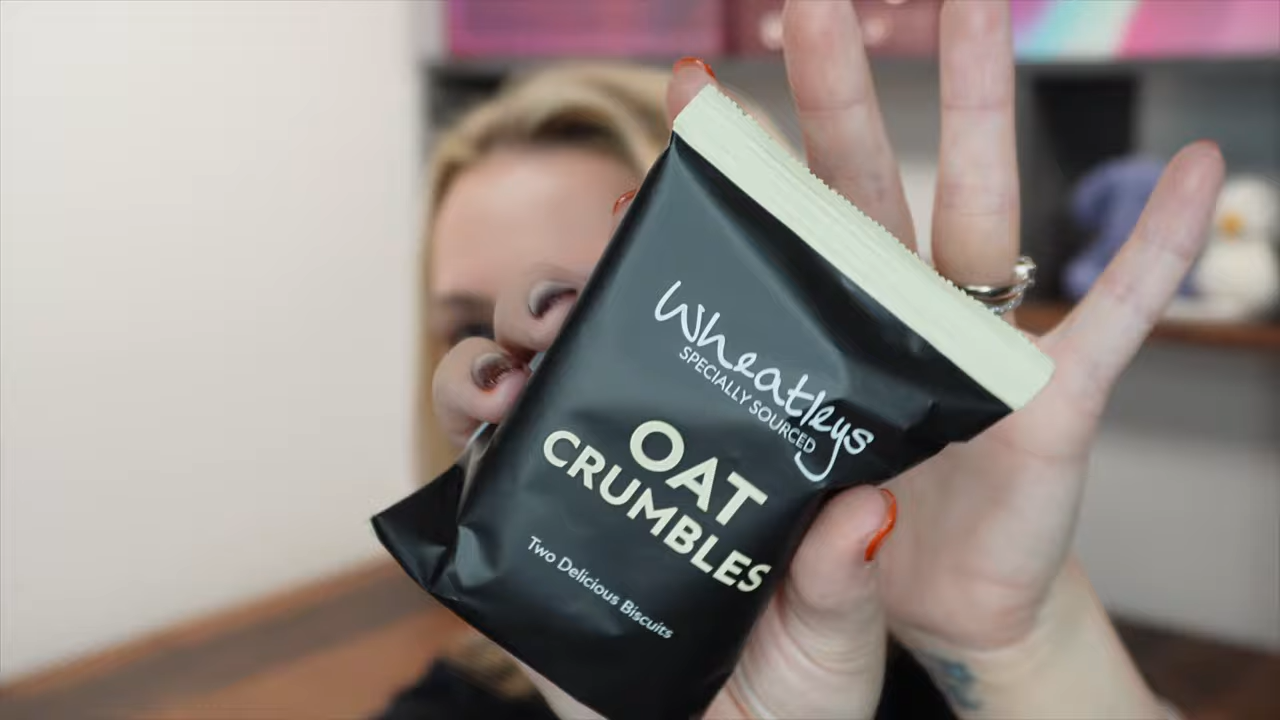 Wheatleys
SPECIALLY SOURCED
OAT
CRUMBLES
Two Delicious Biscuits